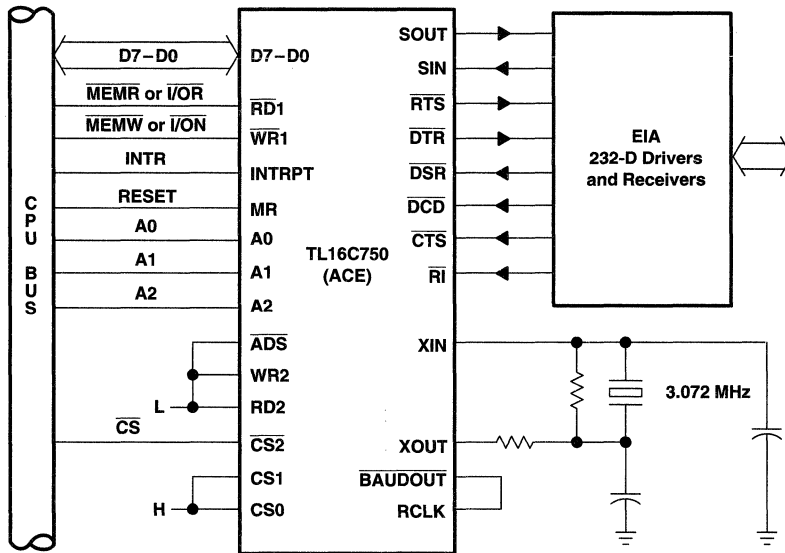 CPU BUS
D7–D0
MEMR or I/OR
MEMW or I/ON
INTR
RESET
A0
A1
A2
L
CS
H
D7–D0
RD1
WR1
INTRPT
MR
A0
A1
A2
ADS
WR2
RD2
CS2
CS1
CS0
TL16C750
(ACE)
SOUT
SIN
RTS
DTR
DSR
DCD
CTS
RI
XIN
XOUT
BAUDOUT
RCLK
EIA
232-D Drivers
and Receivers
3.072 MHz